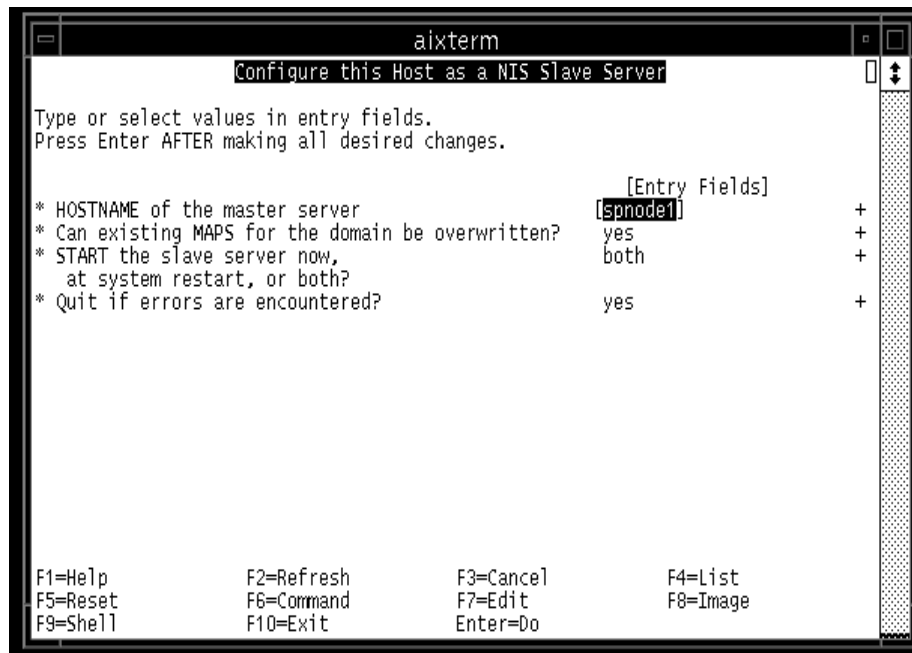 aixterm
Configure this Host as a NIS Slave Server
Type or select values in entry fields.
Press Enter AFTER making all desired changes.
[Entry Fields]
* HOSTNAME of the master server [spnode1] +
* Can existing MAPS for the domain be overwritten? yes +
* START the slave server now, both +
at system restart, or both?
* Quit if errors are encountered? yes +
F1=Help F2=Refresh F3=Cancel F4=List
F5=Reset F6=Command F7=Edit F8=Image
F9=Shell F10=Exit Enter=Do